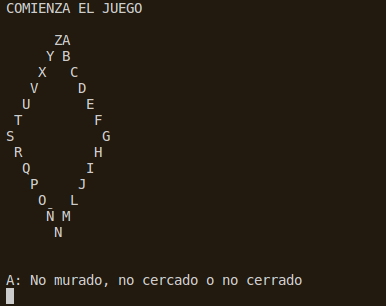 COMIENZA EL JUEGO
ZA
Y B
X C
V D
U E
T F
S G
R H
Q I
P J
O L
Ñ M
N
A: No murado, no cercado o no cerrado